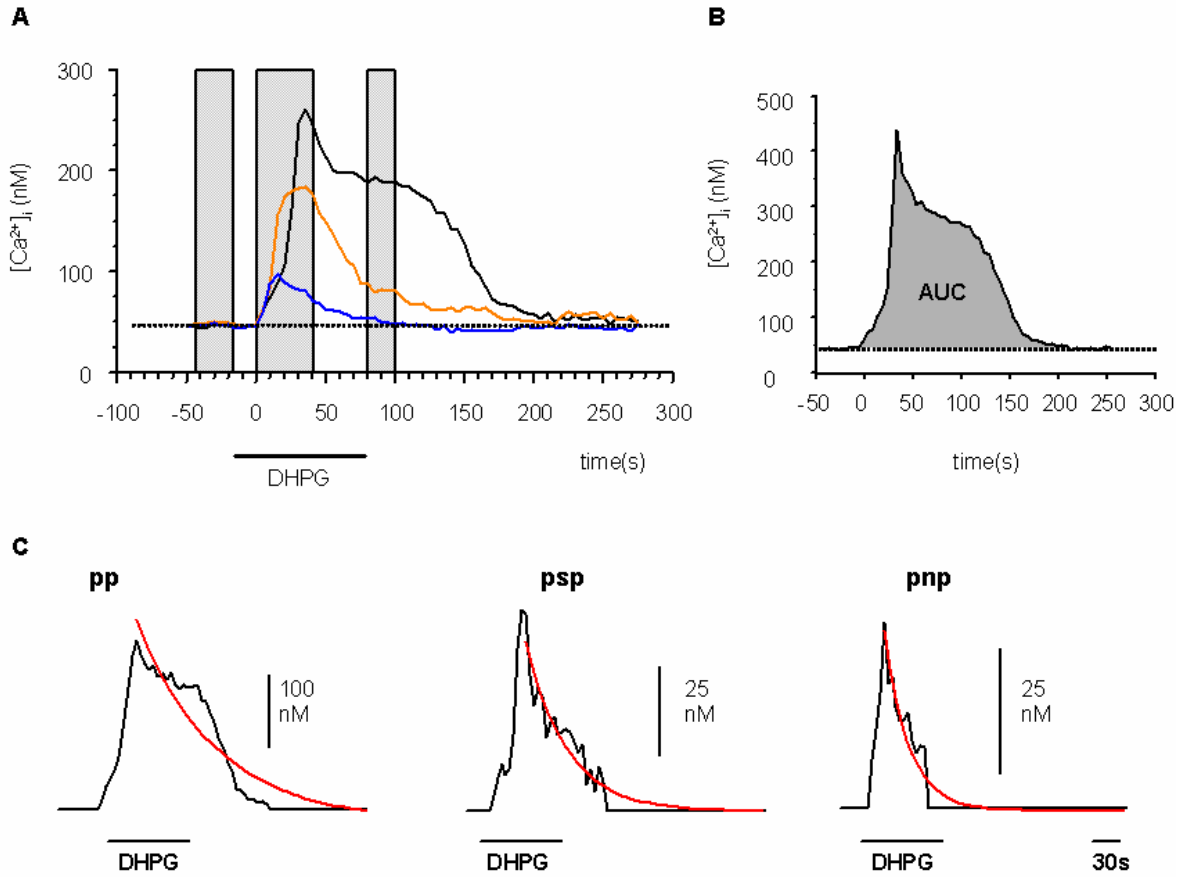 A
B
300
200
100
0
[Ca²⁺]ᵢ (nM)
-100 -50 0 50 100 150 200 250 300
DHPG
time(s)
500
400
300
200
100
0
[Ca²⁺]ᵢ (nM)
AUC
-50 0 50 100 150 200 250 300
time(s)
C
pp
psp
pnp
100
nM
25
nM
25
nM
DHPG
DHPG
DHPG
30s